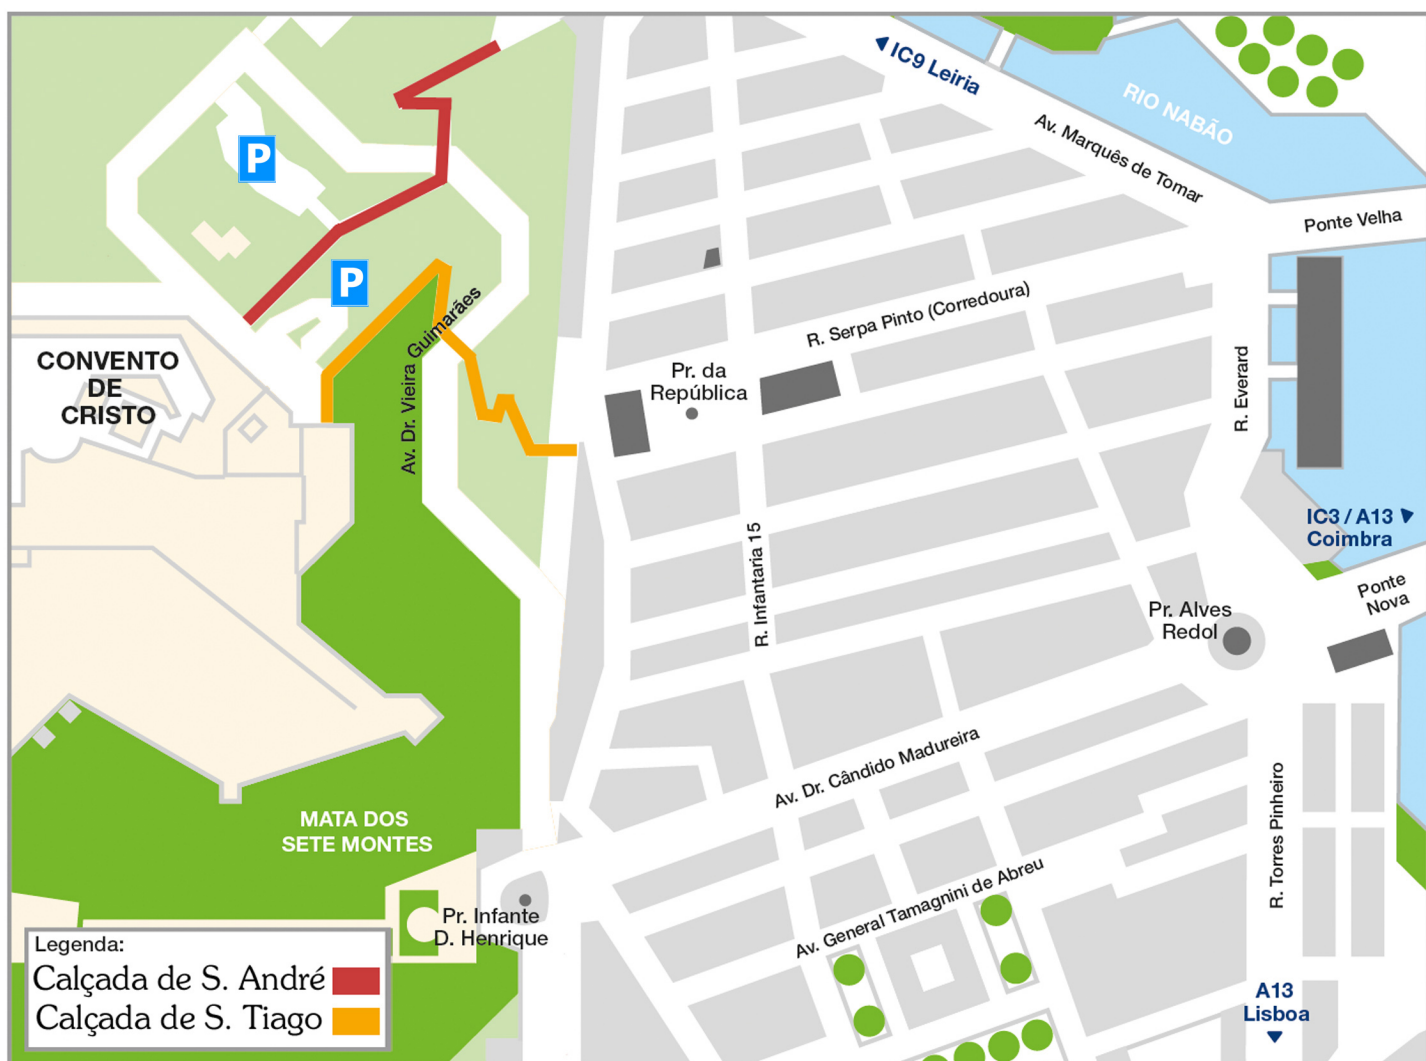 IC9 Leiria
RIO NABÃO
Av. Marquês de Tomar
Ponte Velha
P
P
R. Serpa Pinto (Corredoura)
Av. Dr. Vieira Guimarães
CONVENTO
DE
CRISTO
Pr. da
República
R. Everard
IC3 / A13
Coimbra
R. Infantaria 15
Ponte
Nova
Pr. Alves
Redol
Av. Dr. Cândido Madureira
MATA DOS
SETE MONTES
R. Torres Pinheiro
Av. General Tamagnini de Abreu
Pr. Infante
D. Henrique
Legenda:
Calçada de S. André
Calçada de S. Tiago
A13
Lisboa